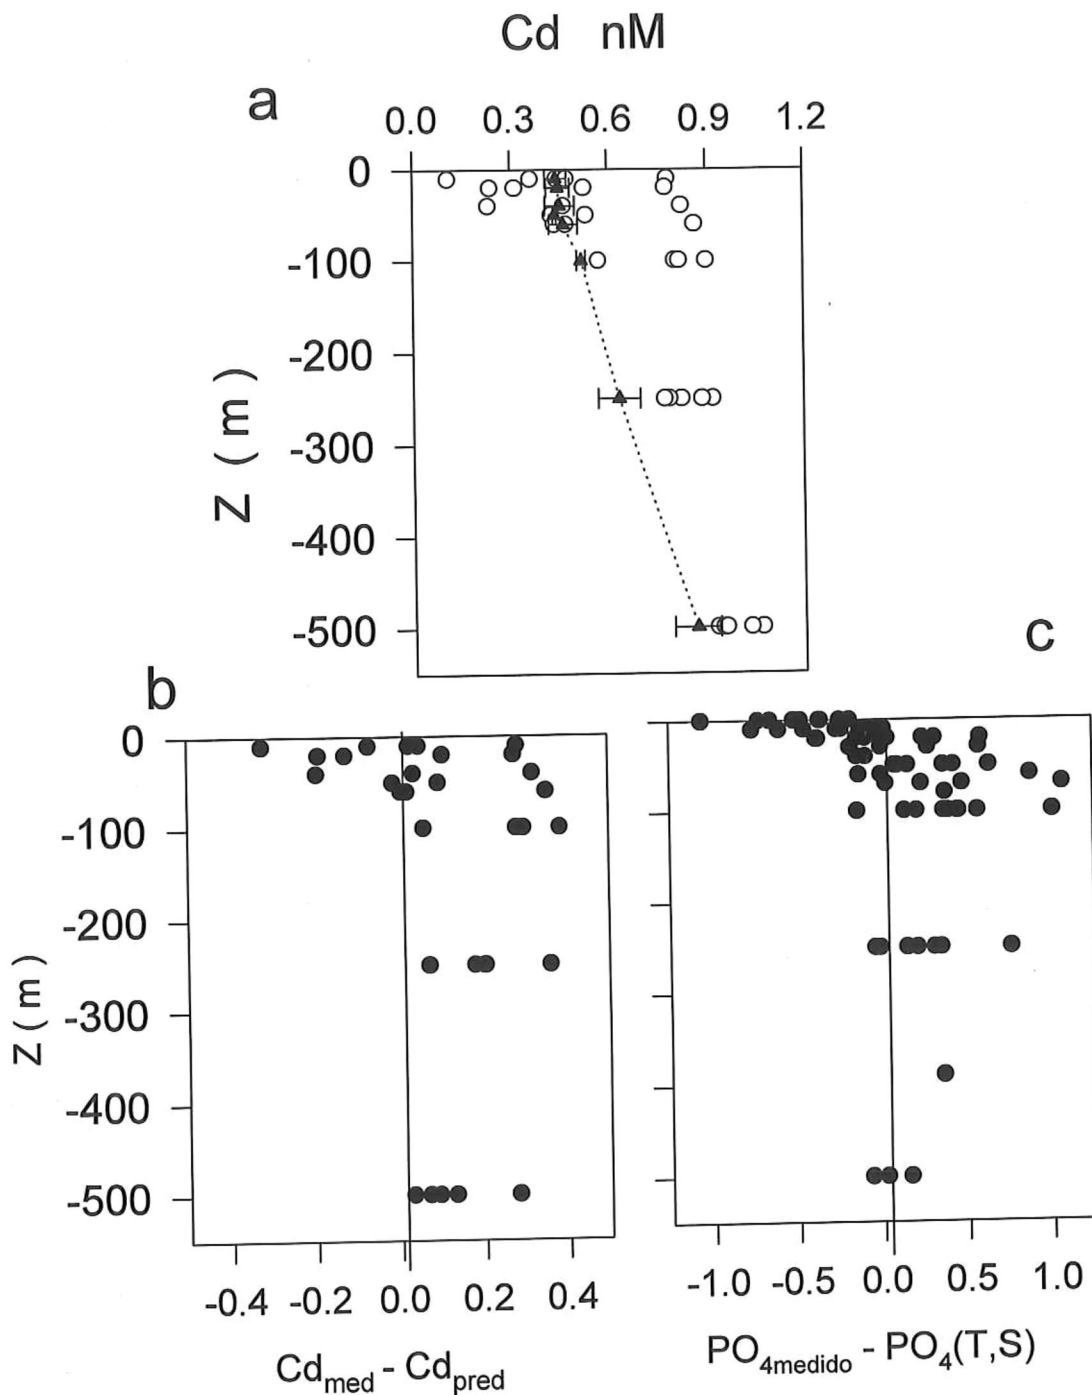 Cd nM
a
0.0 0.3 0.6 0.9 1.2
0
-100
-200
-300
-400
-500
Z ( m )
c
b
0
-100
-200
-300
-400
-500
Z ( m )
-0.4 -0.2 0.0 0.2 0.4
-1.0 -0.5 0.0 0.5 1.0
Cdmed - Cdpred
PO4medido - PO4(T,S)